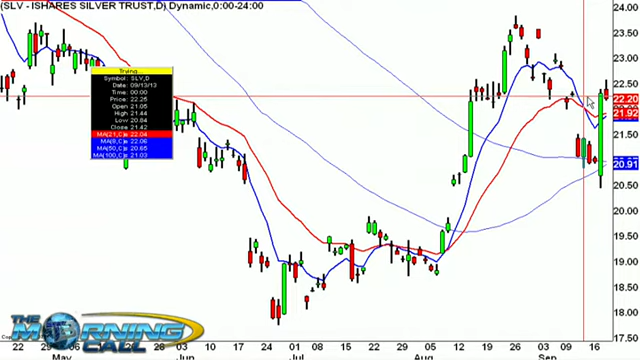 (SLV - ISHARES SILVER TRUST,D) Dynamic,0:00-24:00
24.00
23.50
23.00
22.50
22.20
21.92
21.50
20.91
20.50
20.00
19.50
19.00
18.50
18.00
17.50
Trying...
Symbol: SLV,D
Date: 09/13/13
Time: 00:00
Price: 22.25
Open 21.05
High 21.44
Low 20.84
Close 21.42
MA(21,C)= 22.04
MA(8,C)= 22.06
MA(50,C)= 20.65
MA(100,C)= 21.03
THE MORNING CALL
22 29 06 13 20 28 03 10 17 24 08 15 22 29 05 12 19 26 03 09 16
May Jun Jul Aug Sep